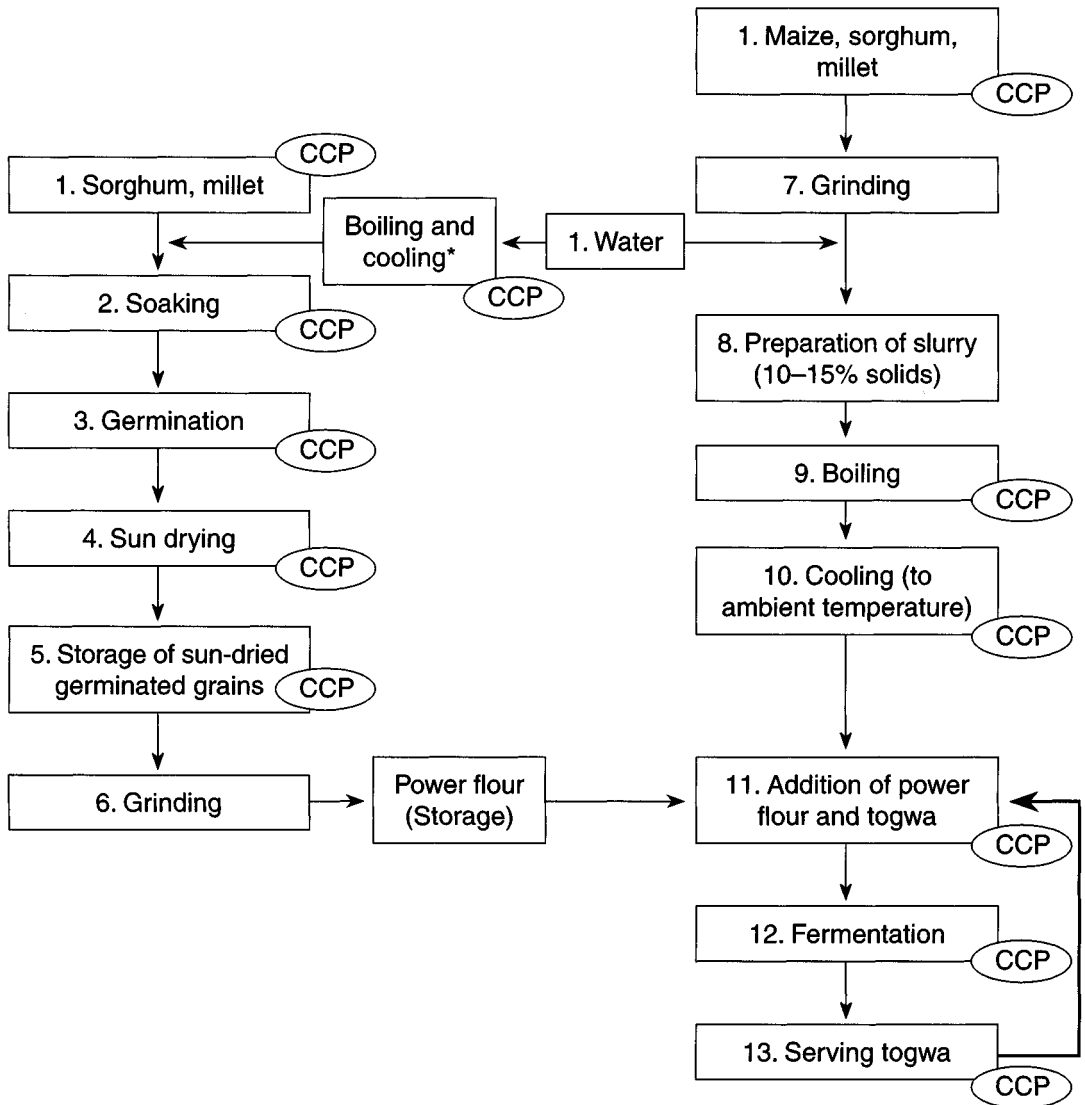 1. Maize, sorghum,
millet
CCP
CCP
1. Sorghum, millet
7. Grinding
Boiling and
cooling*
CCP
1. Water
2. Soaking
CCP
8. Preparation of slurry
(10–15% solids)
3. Germination
CCP
9. Boiling
CCP
4. Sun drying
CCP
10. Cooling (to
ambient temperature)
CCP
5. Storage of sun-dried
germinated grains
CCP
6. Grinding
Power flour
(Storage)
11. Addition of power
flour and togwa
CCP
12. Fermentation
CCP
13. Serving togwa
CCP